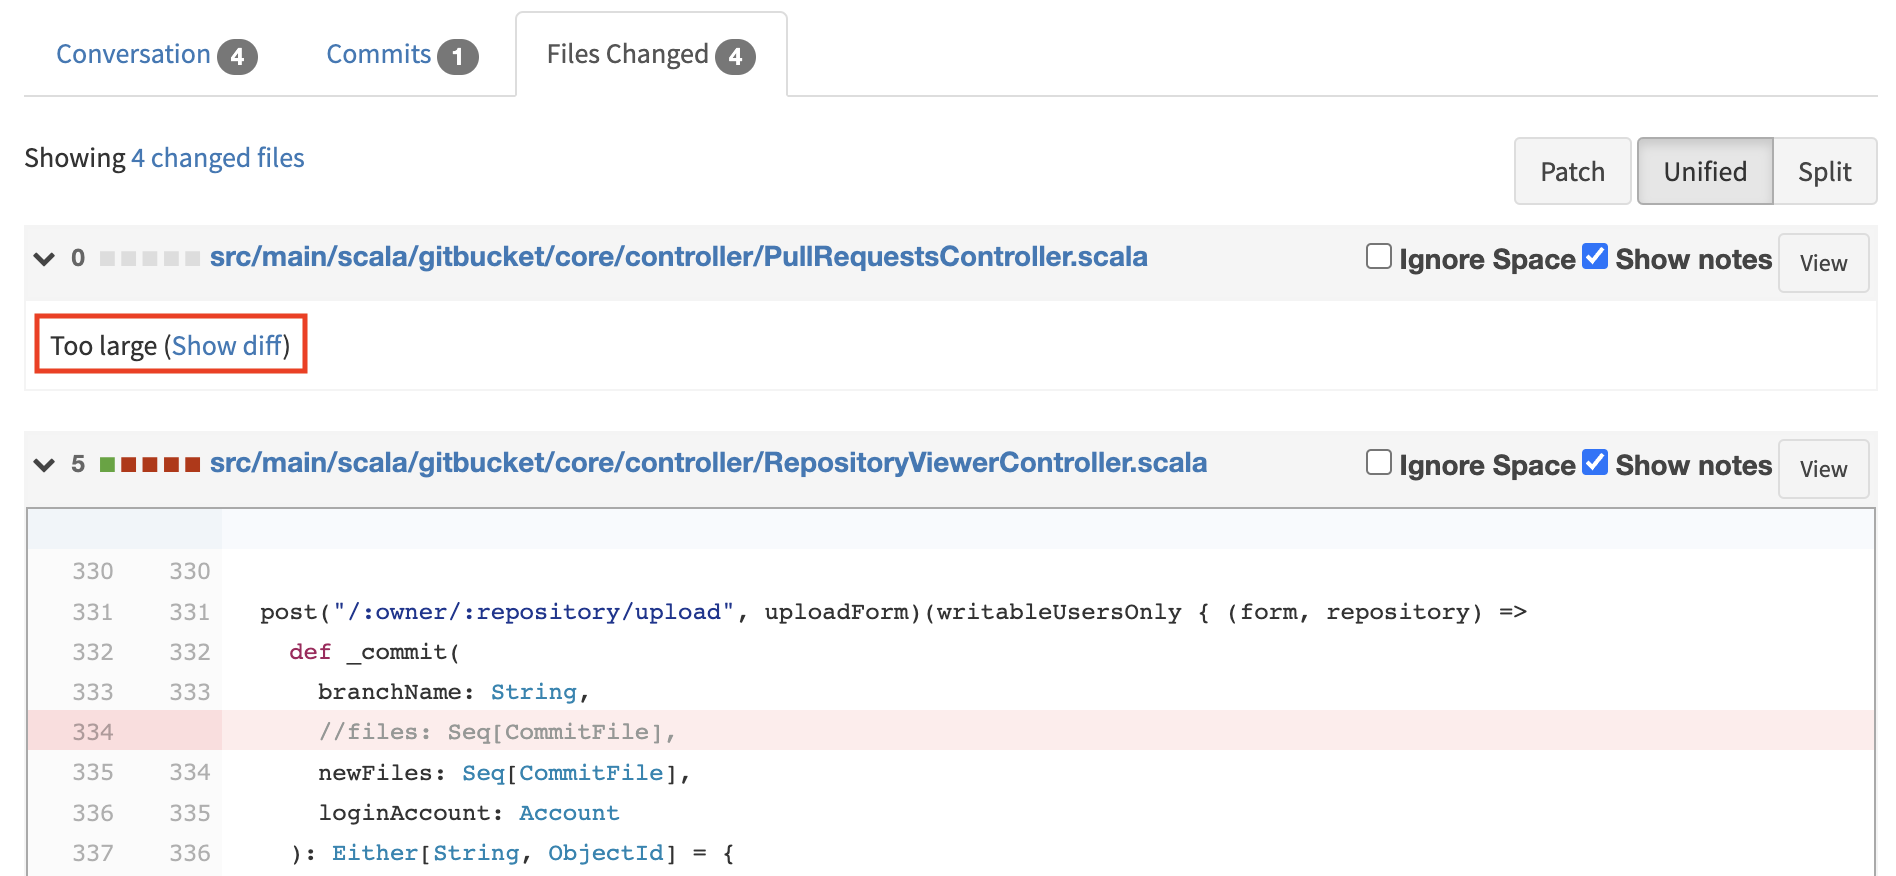 Conversation 4 Commits 1 Files Changed 4
Showing 4 changed files
Patch Unified Split
0 src/main/scala/gitbucket/core/controller/PullRequestsController.scala Ignore Space Show notes View
Too large (Show diff)
5 src/main/scala/gitbucket/core/controller/RepositoryViewerController.scala Ignore Space Show notes View
330 330
331 331 post("/:owner/:repository/upload", uploadForm)(writableUsersOnly { (form, repository) =>
332 332 def _commit(
333 333 branchName: String,
334 //files: Seq[CommitFile],
335 334 newFiles: Seq[CommitFile],
336 335 loginAccount: Account
337 336 ): Either[String, ObjectId] = {